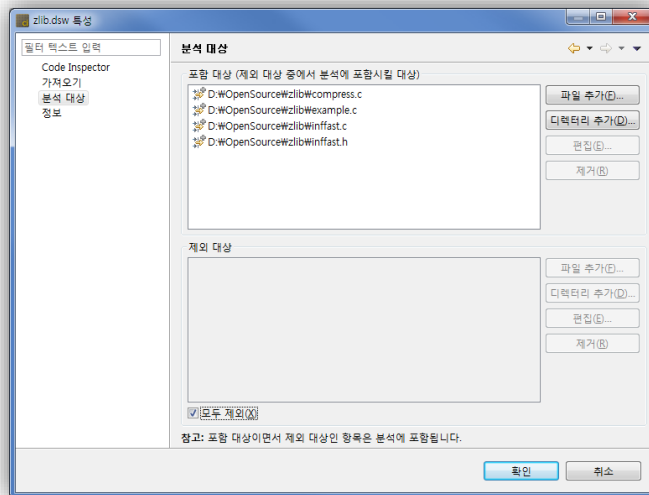 zlib.dsw 특성
필터 텍스트 입력
Code Inspector
가져오기
분석 대상
정보
분석 대상
포함 대상 (제외 대상 중에서 분석에 포함시킬 대상)
D:₩OpenSource₩zlib₩compress.c
D:₩OpenSource₩zlib₩example.c
D:₩OpenSource₩zlib₩inffast.c
D:₩OpenSource₩zlib₩inffast.h
파일 추가(F)...
디렉터리 추가(D)...
편집(E)...
제거(R)
제외 대상
파일 추가(F)...
디렉터리 추가(D)...
편집(E)...
제거(R)
모두 제외(X)
참고: 포함 대상이면서 제외 대상인 항목은 분석에 포함됩니다.
확인
취소